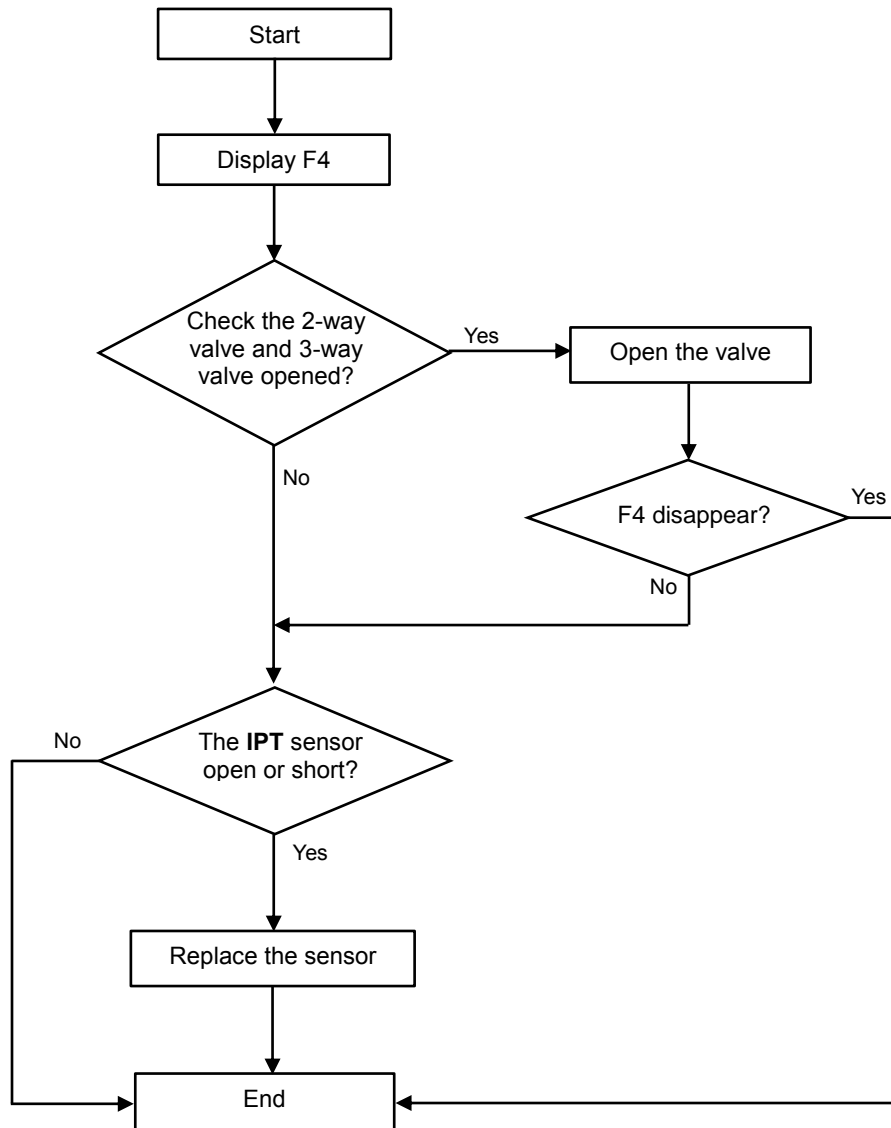 Start
Display F4
Check the 2-way
valve and 3-way
valve opened?
Yes
Open the valve
No
F4 disappear?
Yes
No
No
The IPT sensor
open or short?
Yes
Replace the sensor
End